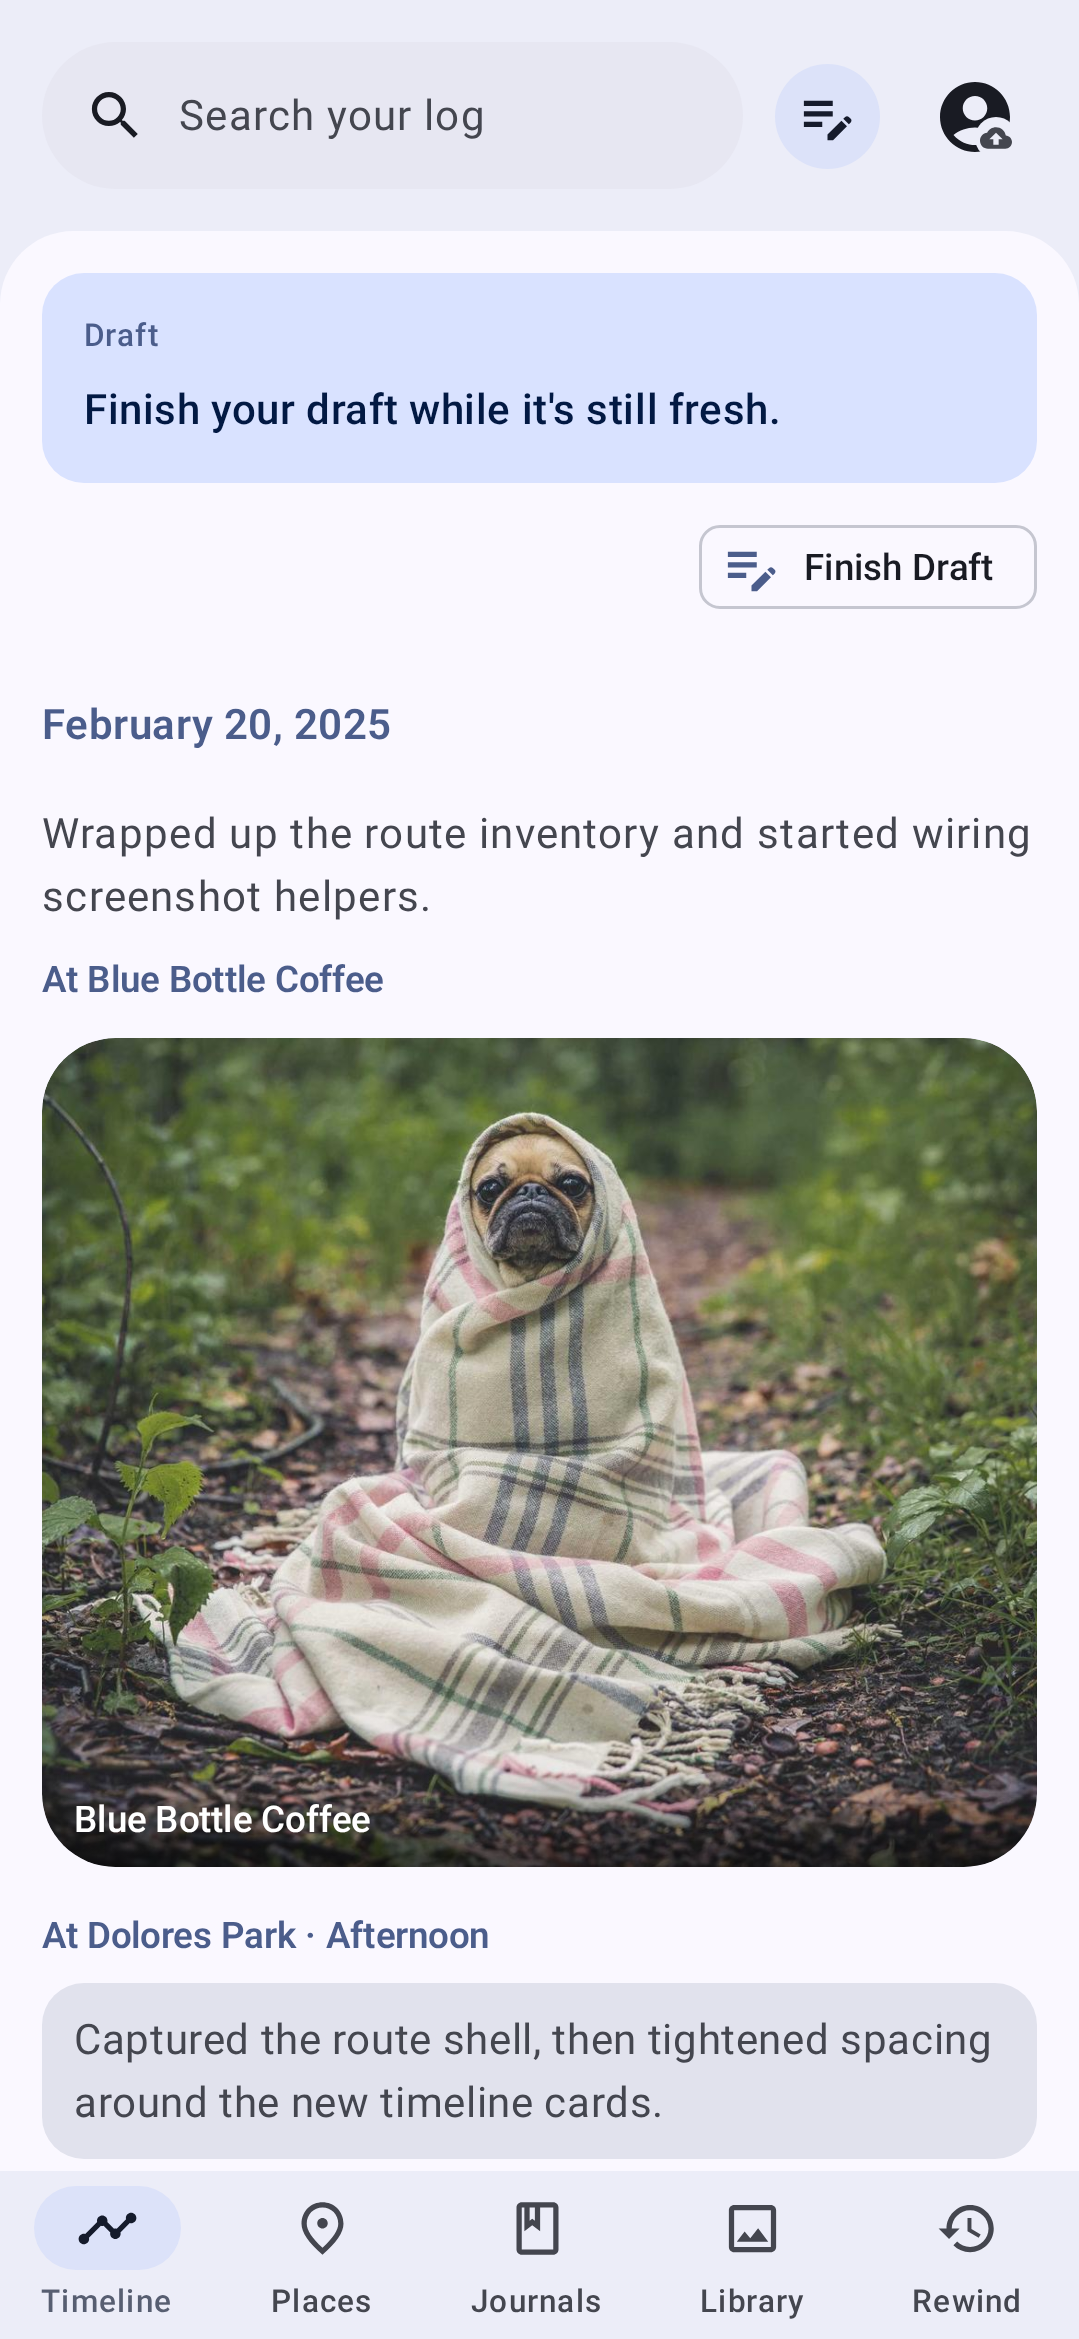 Search your log
Draft
Finish your draft while it's still fresh.
Finish Draft
February 20, 2025
Wrapped up the route inventory and started wiring
screenshot helpers.
At Blue Bottle Coffee
Blue Bottle Coffee
At Dolores Park · Afternoon
Captured the route shell, then tightened spacing
around the new timeline cards.
Timeline
Places
Journals
Library
Rewind